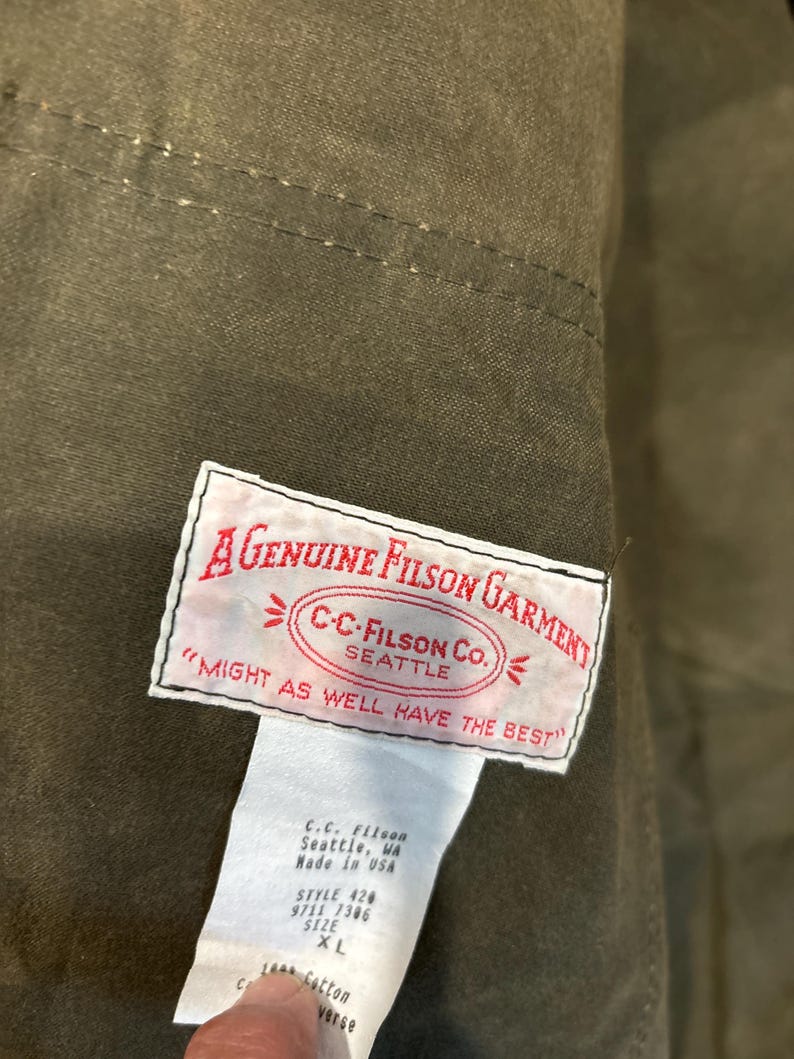 A GENUINE FILSON GARMENT
C·C·FILSON CO.
SEATTLE
"MIGHT AS WELL HAVE THE BEST"
C.C. Filson
Seattle, WA
Made in USA
STYLE 420
9711 7306
SIZE
XL
100% Cotton